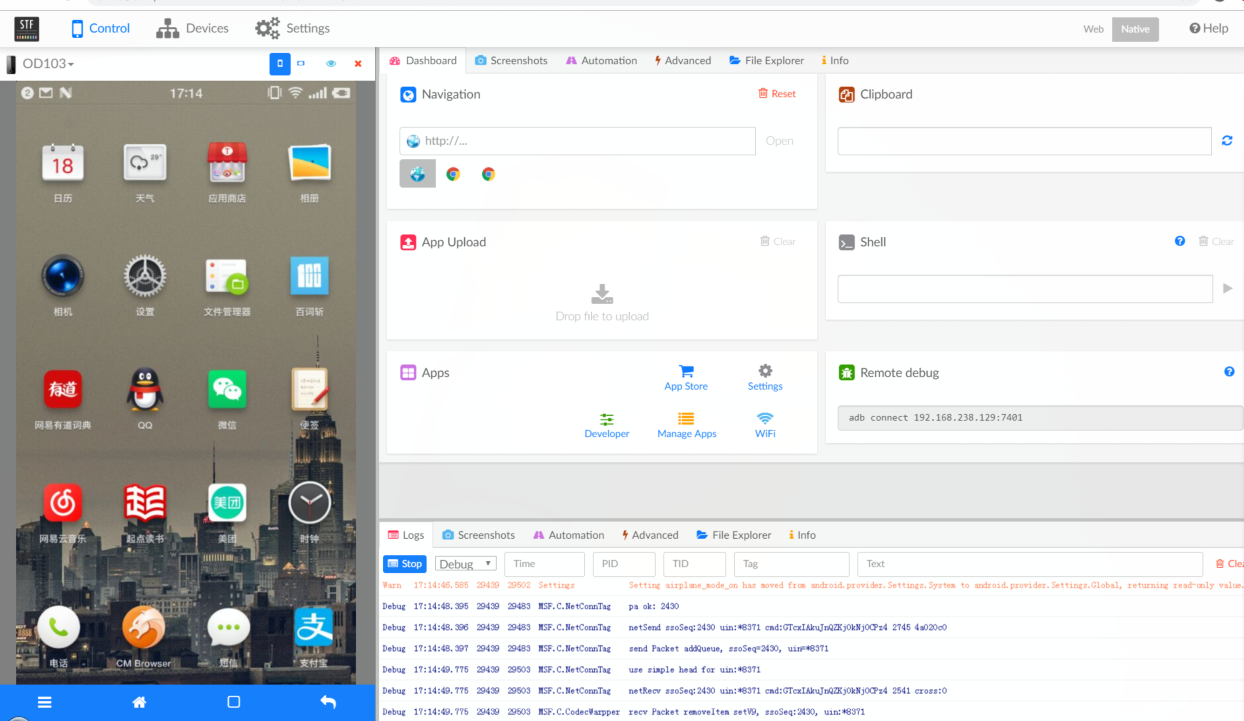 STF
Control
Devices
Settings
Web
Native
Help
OD103
Dashboard
Screenshots
Automation
Advanced
File Explorer
Info
2
17:14
18
29°
日历
天气
应用商店
相册
相机
设置
文件管理器
百词斩
有道
网易有道词典
QQ
微信
便签
美团
网易云音乐
起点读书
美团
时钟
支
电话
CM Browser
短信
支付宝
Navigation
Reset
http://...
Open
Clipboard
App Upload
Clear
Drop file to upload
Shell
Clear
Apps
App Store
Settings
Developer
Manage Apps
WiFi
Remote debug
adb connect 192.168.238.129:7401
Logs
Screenshots
Automation
Advanced
File Explorer
Info
Stop
Debug
Time
PID
TID
Tag
Text
Clea
Warn 17:14:46.585 29439 29502 Settings Setting airplane_mode_on has moved from android.provider.Settings.System to android.provider.Settings.Global, returning read-only value.
Debug 17:14:48.395 29439 29483 MSF.C.NetConnTag pa ok: 2430
Debug 17:14:48.396 29439 29483 MSF.C.NetConnTag netSend ssoSeq:2430 uin:*8371 cmd:GTcxIAkuJnQZKjOkNjOCPz4 2745 4a020c0
Debug 17:14:48.397 29439 29483 MSF.C.NetConnTag send Packet addQueue, ssoSeq=2430, uin=*8371
Debug 17:14:49.775 29439 29503 MSF.C.NetConnTag use simple head for uin:*8371
Debug 17:14:49.775 29439 29503 MSF.C.NetConnTag netRecv ssoSeq:2430 uin:*8371 cmd:GTcxIAkuJnQZKjOkNjOCPz4 2541 cross:0
Debug 17:14:49.775 29439 29503 MSF.C.CodecWarpper recv Packet removeItem setV9, ssoSeq:2430, uin:*8371